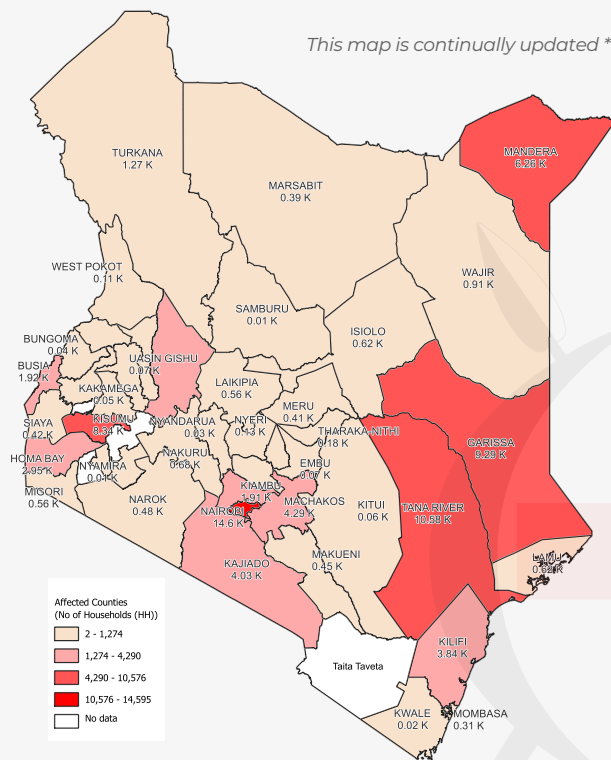 This map is continually updated *
MANDERA
6.26 K
TURKANA
1.27 K
MARSABIT
0.39 K
WEST POKOT
0.11 K
WAJIR
0.91 K
SAMBURU
0.01 K
ISIOLO
0.62 K
BUNGOMA
0.04 K
UASIN GISHU
0.07 K
BUSIA
1.92 K
KAKAMEGA
0.05 K
LAIKIPIA
0.56 K
MERU
0.41 K
SIAYA
0.42 K
KISUMU
8.34 K
NYANDARUA
0.03 K
NYERI
0.13 K
THARAKA-NITHI
0.18 K
GARISSA
9.29 K
HOMA BAY
2.95 K
NYAMIRA
0.01 K
NAKURU
0.68 K
EMBU
0.07 K
MIGORI
0.56 K
NAROK
0.48 K
KIAMBU
1.91 K
MACHAKOS
4.29 K
NAIROBI
14.6 K
KITUI
0.06 K
TANA RIVER
10.58 K
KAJIADO
4.03 K
MAKUENI
0.45 K
LAMU
0.62 K
KILIFI
3.84 K
Taita Taveta
KWALE
0.02 K
MOMBASA
0.31 K
Affected Counties
(No of Households (HH))
2 - 1,274
1,274 - 4,290
4,290 - 10,576
10,576 - 14,595
No data